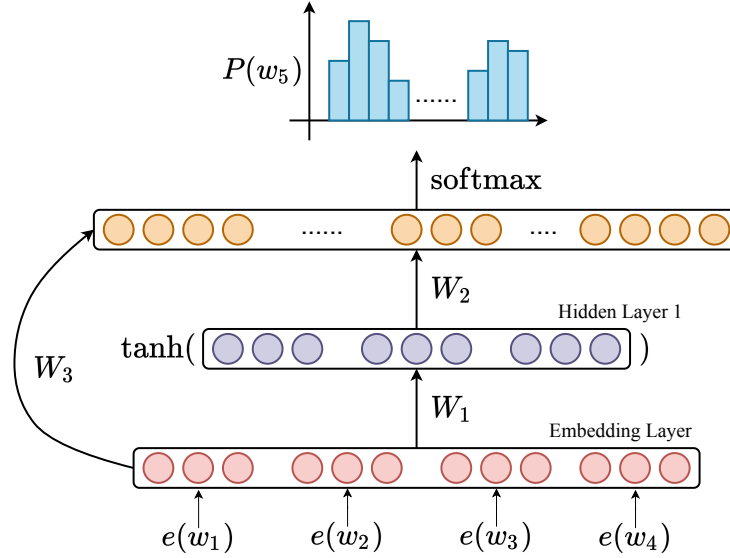 P(w₅)
......
softmax
...... ....
W₂
Hidden Layer 1
tanh( )
W₃
W₁
Embedding Layer
e(w₁) e(w₂) e(w₃) e(w₄)